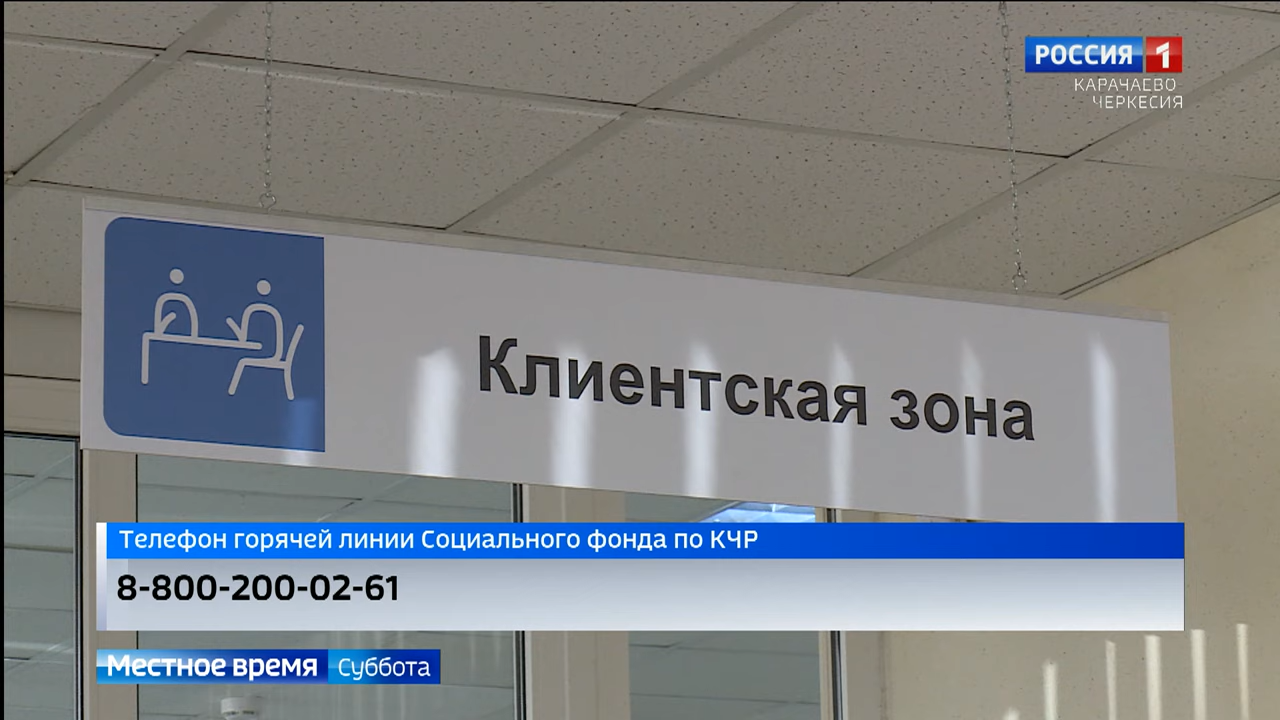 РОССИЯ 1
КАРАЧАЕВО
ЧЕРКЕСИЯ
Клиентская зона
Телефон горячей линии Социального фонда по КЧР
8-800-200-02-61
Местное время Суббота